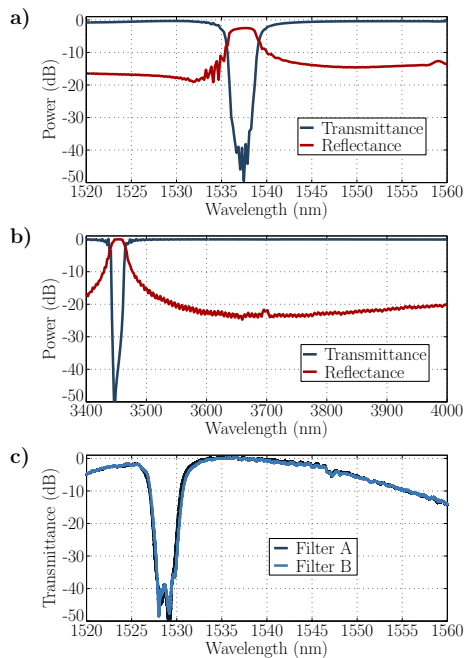 a)
0
-10
-20
-30
-40
-50
Power (dB)
Transmittance
Reflectance
1520 1525 1530 1535 1540 1545 1550 1555 1560
Wavelength (nm)
b)
0
-10
-20
-30
-40
-50
Power (dB)
Transmittance
Reflectance
3400 3500 3600 3700 3800 3900 4000
Wavelength (nm)
c)
0
-10
-20
-30
-40
-50
Transmittance (dB)
Filter A
Filter B
1520 1525 1530 1535 1540 1545 1550 1555 1560
Wavelength (nm)